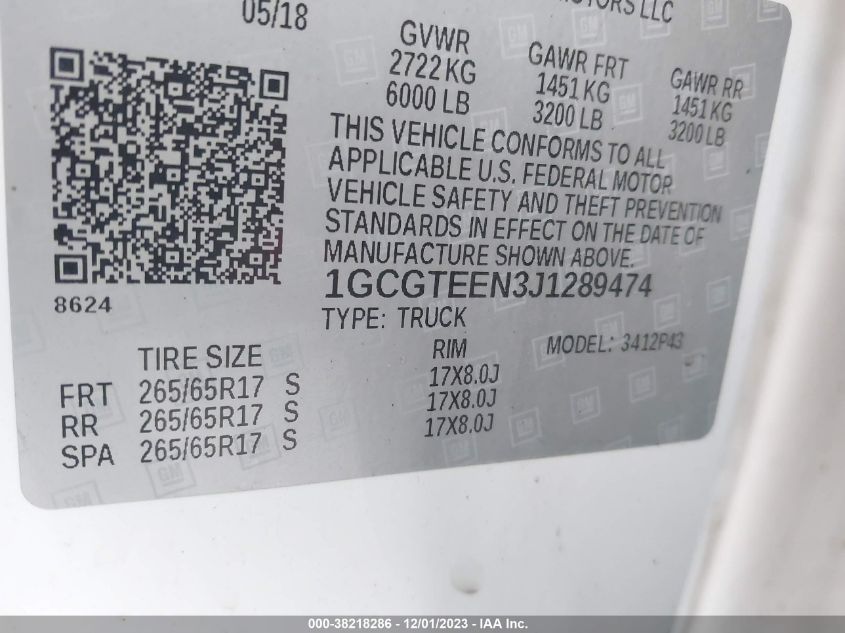 05/18
MOTORS LLC
GVWR
2722 KG
6000 LB
GAWR FRT
1451 KG
3200 LB
GAWR RR
1451 KG
3200 LB
THIS VEHICLE CONFORMS TO ALL
APPLICABLE U.S. FEDERAL MOTOR
VEHICLE SAFETY AND THEFT PREVENTION
STANDARDS IN EFFECT ON THE DATE OF
MANUFACTURE SHOWN ABOVE.
1GCGTEEN3J1289474
8624
TYPE: TRUCK
MODEL: 3412P43
TIRE SIZE
RIM
FRT 265/65R17 S 17X8.0J
RR 265/65R17 S 17X8.0J
SPA 265/65R17 S 17X8.0J
000-38218286 - 12/01/2023 - IAA Inc.